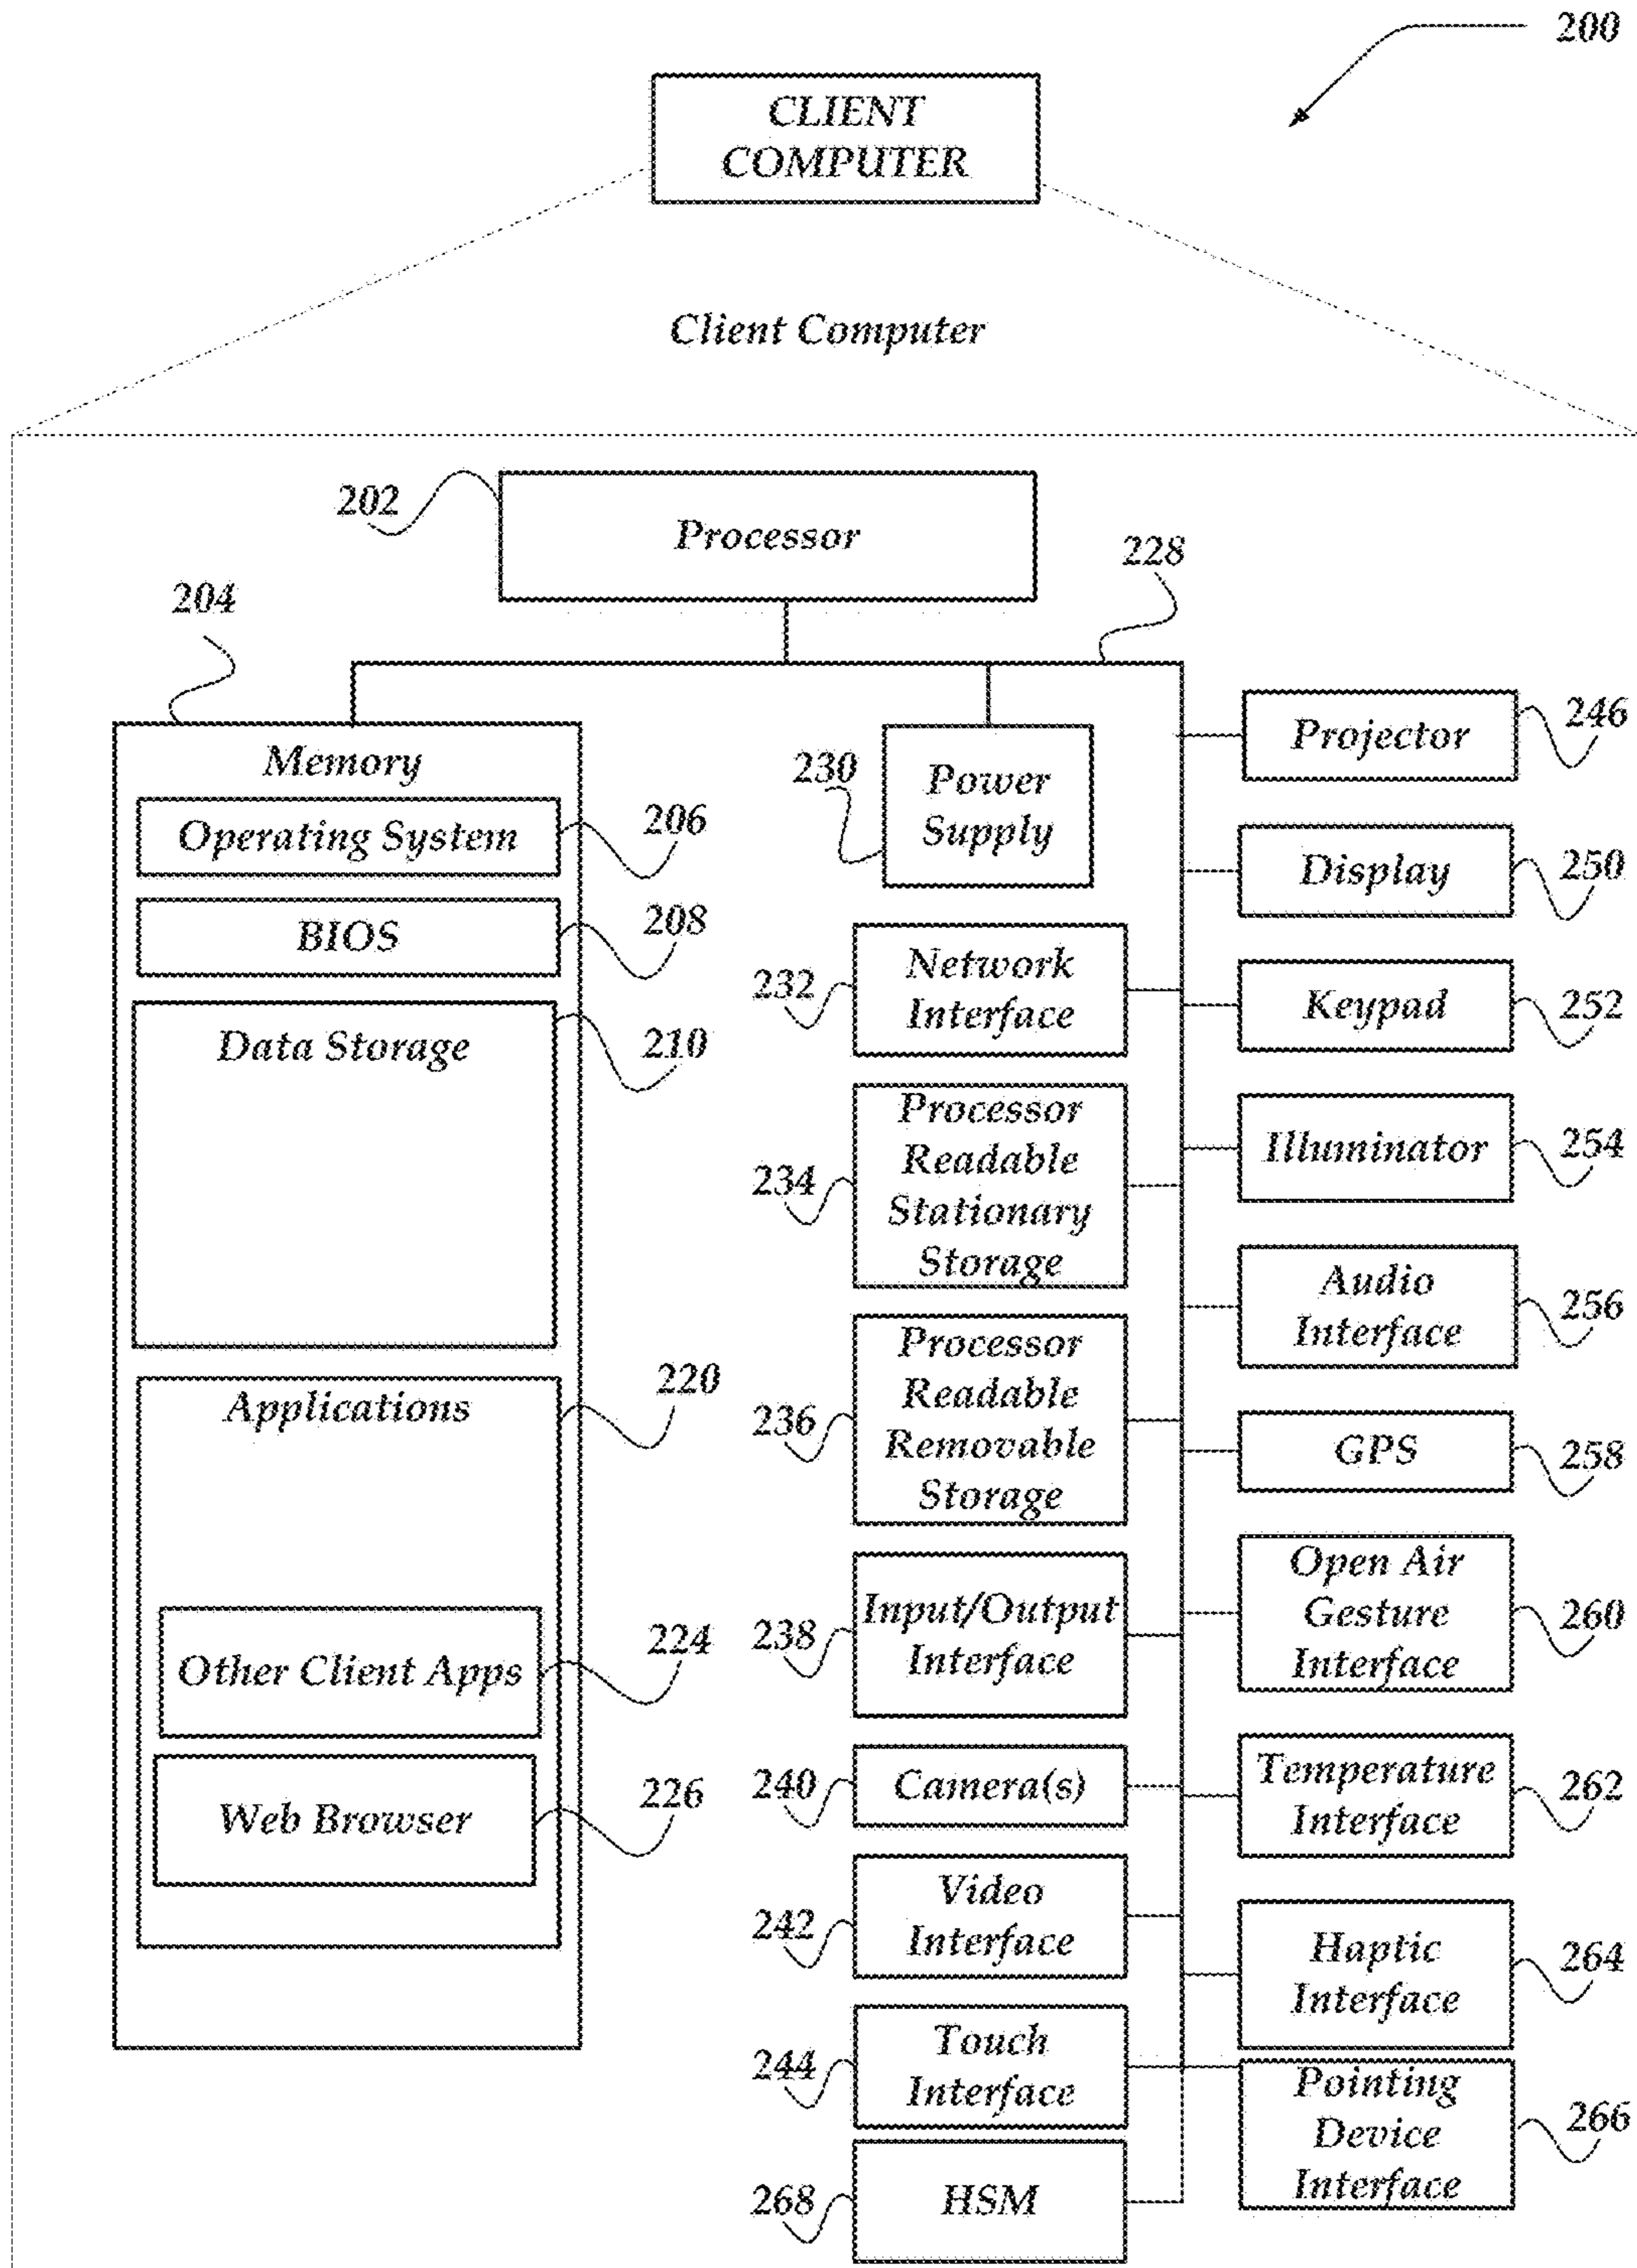 200
CLIENT
COMPUTER
Client Computer
202
Processor
228
204
Memory
Operating System
206
BIOS
208
Data Storage
210
Applications
220
Other Client Apps
224
Web Browser
226
230
Power
Supply
232
Network
Interface
234
Processor
Readable
Stationary
Storage
236
Processor
Readable
Removable
Storage
238
Input/Output
Interface
240
Camera(s)
242
Video
Interface
244
Touch
Interface
268
HSM
Projector
246
Display
250
Keypad
252
Illuminator
254
Audio
Interface
256
GPS
258
Open Air
Gesture
Interface
260
Temperature
Interface
262
Haptic
Interface
264
Pointing
Device
Interface
266